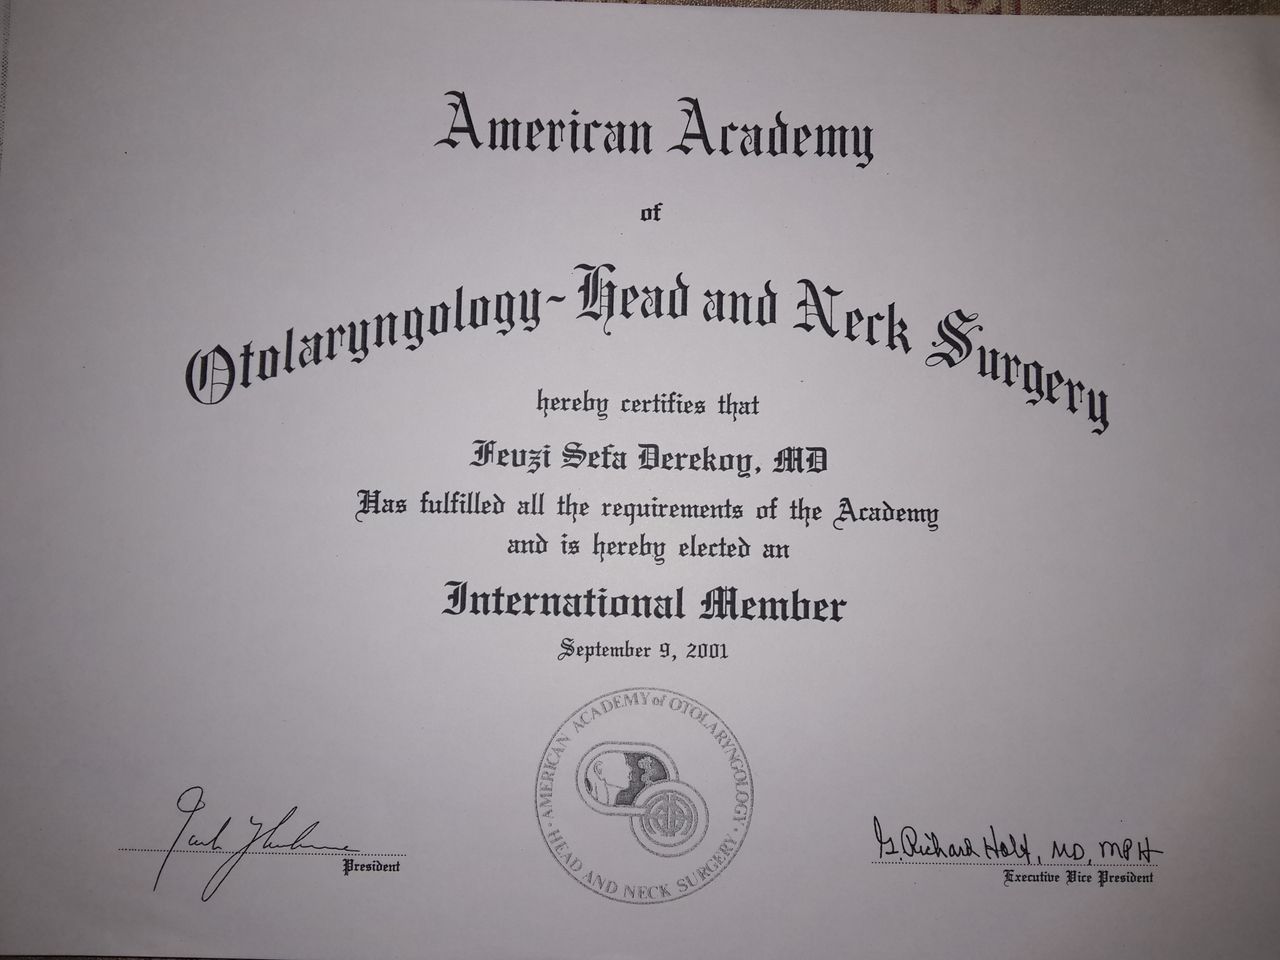 American Academy
of
Otolaryngology-Head and Neck Surgery
hereby certifies that
Fevzi Sefa Derekoy, MD
Has fulfilled all the requirements of the Academy
and is hereby elected an
International Member
September 9, 2001
AMERICAN ACADEMY of OTOLARYNGOLOGY
HEAD AND NECK SURGERY
President
G. Richard Holt, MD, MPH
Executive Vice President